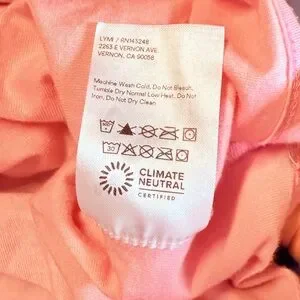 LYMI / RN143248
2263 E VERNON AVE.
VERNON, CA 90058
Machine Wash Cold, Do Not Bleach,
Tumble Dry Normal Low Heat, Do Not
Iron, Do Not Dry Clean
30
CLIMATE
NEUTRAL
CERTIFIED